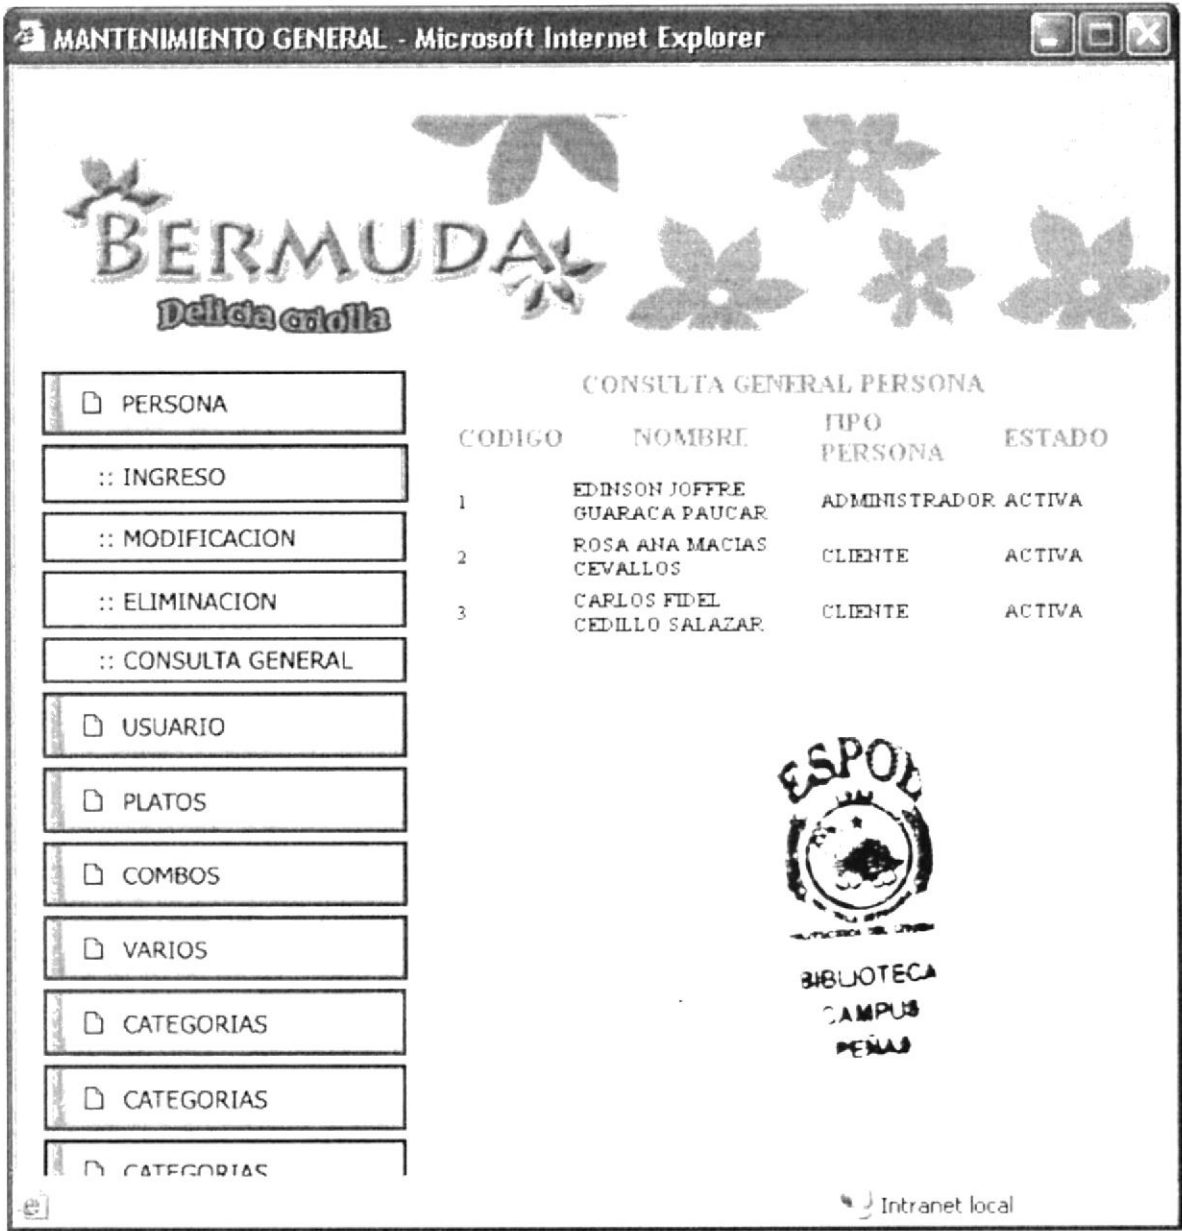 MANTENIMIENTO GENERAL - Microsoft Internet Explorer
BERMUDA
Delicia criolla
PERSONA
:: INGRESO
:: MODIFICACION
:: ELIMINACION
:: CONSULTA GENERAL
USUARIO
PLATOS
COMBOS
VARIOS
CATEGORIAS
CATEGORIAS
CATEGORIAS
CONSULTA GENERAL PERSONA
CODIGO NOMBRE TIPO PERSONA ESTADO
1 EDINSON JOFFRE GUARACA PAUCAR ADMINISTRADOR ACTIVA
2 ROSA ANA MACIAS CEVALLOS CLIENTE ACTIVA
3 CARLOS FIDEL CEDILLO SALAZAR CLIENTE ACTIVA
ESPOL
BIBLIOTECA
CAMPUS
PEÑAS
Intranet local